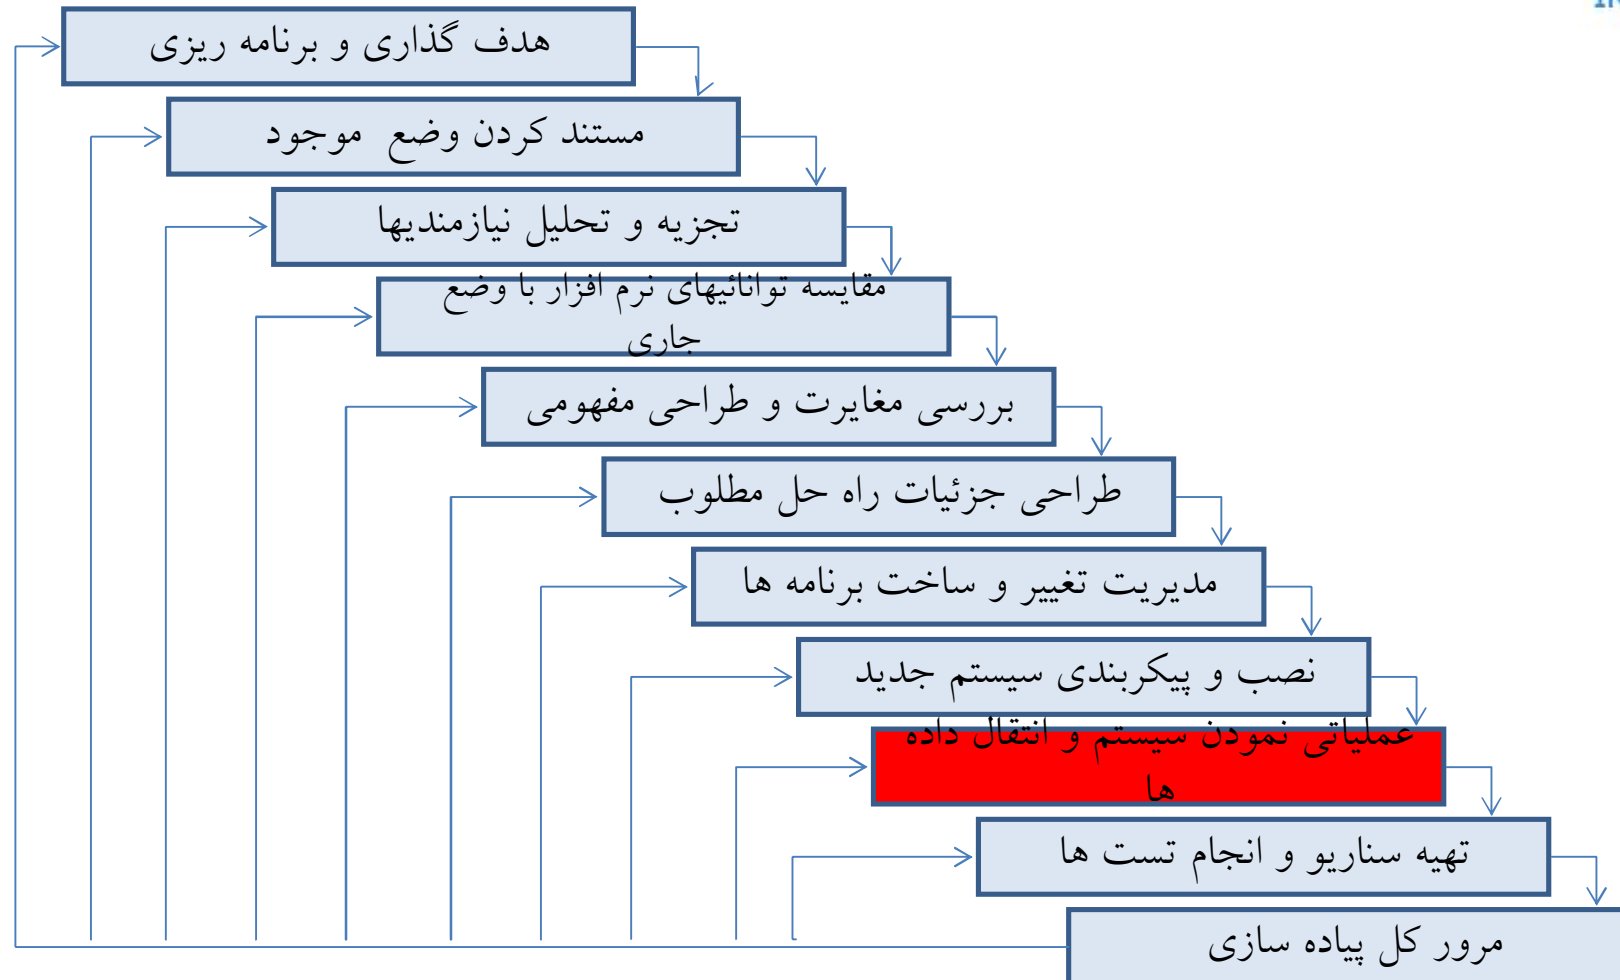 هدف گذاری و برنامه ریزی
مستند کردن وضع موجود
تجزیه و تحلیل نیازمندیها
مقایسه توانائیهای نرم افزار با وضع
جاری
بررسی مغایرت و طراحی مفهومی
طراحی جزئیات راه حل مطلوب
مدیریت تغییر و ساخت برنامه ها
نصب و پیکربندی سیستم جدید
عملیاتی نمودن سیستم و انتقال داده
ها
تهیه سناریو و انجام تست ها
مرور کل پیاده سازی